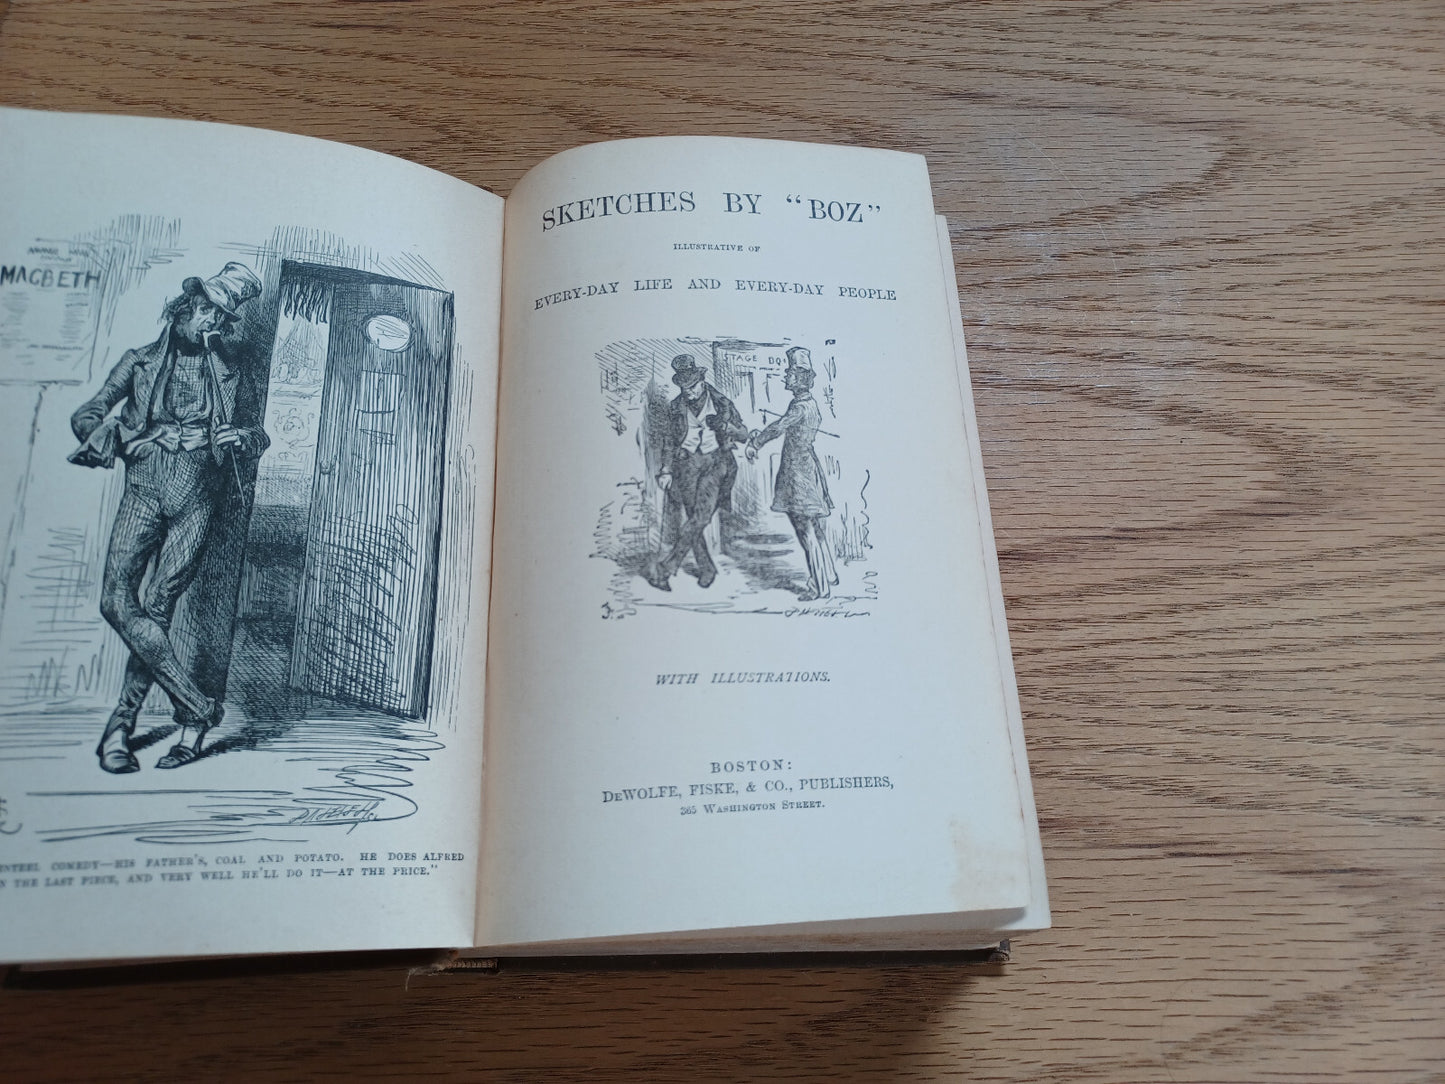 MACBETH
GENTEEL COMEDY—HIS FATHER'S, COAL AND POTATO. HE DOES ALFRED
THE LAST PIECE, AND VERY WELL HE'LL DO IT—AT THE PRICE."
SKETCHES BY "BOZ"
ILLUSTRATIVE OF
EVERY-DAY LIFE AND EVERY-DAY PEOPLE
STAGE DO
WITH ILLUSTRATIONS.
BOSTON:
DeWOLFE, FISKE, & CO., PUBLISHERS,
365 Washington Street.